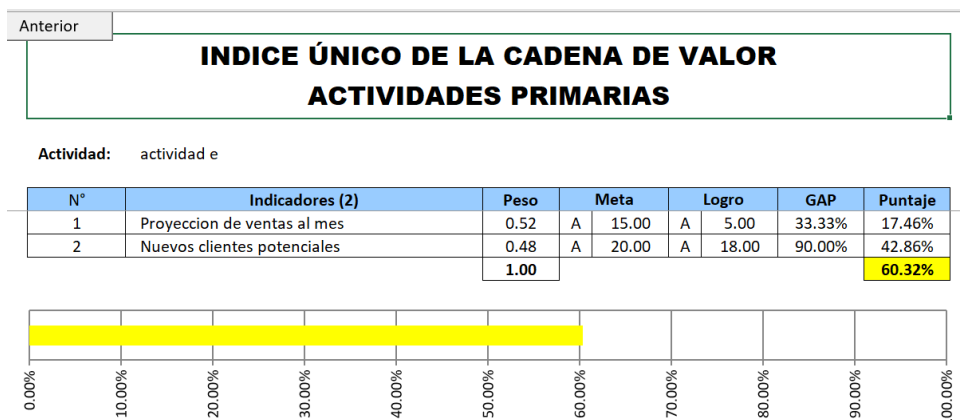 Anterior
INDICE ÚNICO DE LA CADENA DE VALOR
ACTIVIDADES PRIMARIAS
Actividad: actividad e
N° Indicadores (2) Peso Meta Logro GAP Puntaje
1 Proyeccion de ventas al mes 0.52 A 15.00 A 5.00 33.33% 17.46%
2 Nuevos clientes potenciales 0.48 A 20.00 A 18.00 90.00% 42.86%
1.00 60.32%
0.00% 10.00% 20.00% 30.00% 40.00% 50.00% 60.00% 70.00% 80.00% 90.00% 00.00%